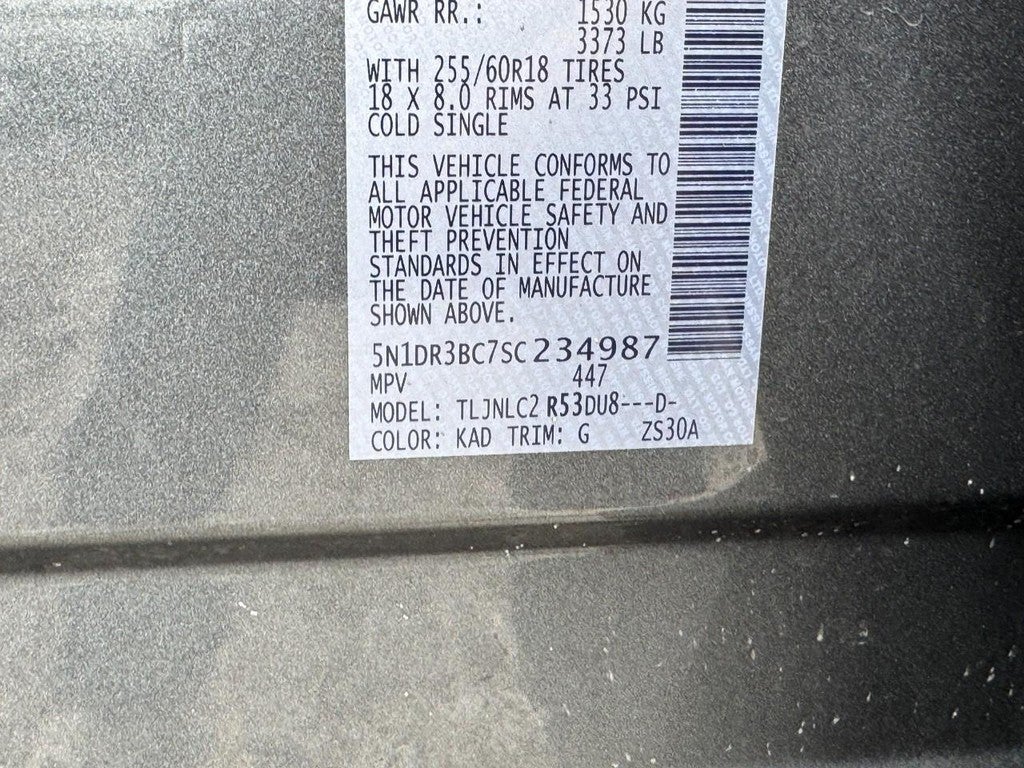 GAWR RR.: 1530 KG
3373 LB
WITH 255/60R18 TIRES
18 X 8.0 RIMS AT 33 PSI
COLD SINGLE
THIS VEHICLE CONFORMS TO
ALL APPLICABLE FEDERAL
MOTOR VEHICLE SAFETY AND
THEFT PREVENTION
STANDARDS IN EFFECT ON
THE DATE OF MANUFACTURE
SHOWN ABOVE.
5N1DR3BC7SC234987
MPV 447
MODEL: TLJNLC2 R53DU8---D-
COLOR: KAD TRIM: G ZS30A